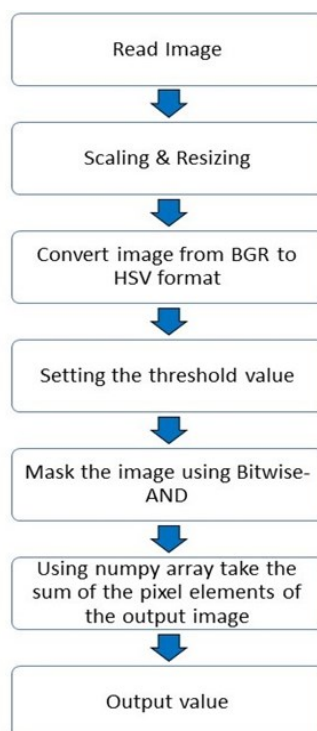 Read Image
Scaling & Resizing
Convert image from BGR to
HSV format
Setting the threshold value
Mask the image using Bitwise-
AND
Using numpy array take the
sum of the pixel elements of
the output image
Output value